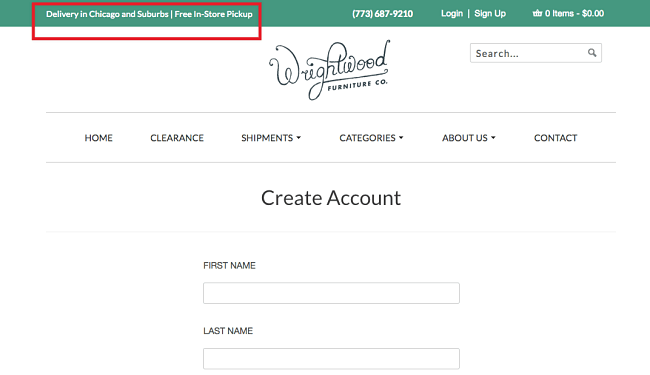 Delivery in Chicago and Suburbs | Free In-Store Pickup (773) 687-9210 Login | Sign Up 0 Items - $0.00
Wrightwood
FURNITURE CO.
Search...
HOME CLEARANCE SHIPMENTS CATEGORIES ABOUT US CONTACT
Create Account
FIRST NAME
LAST NAME